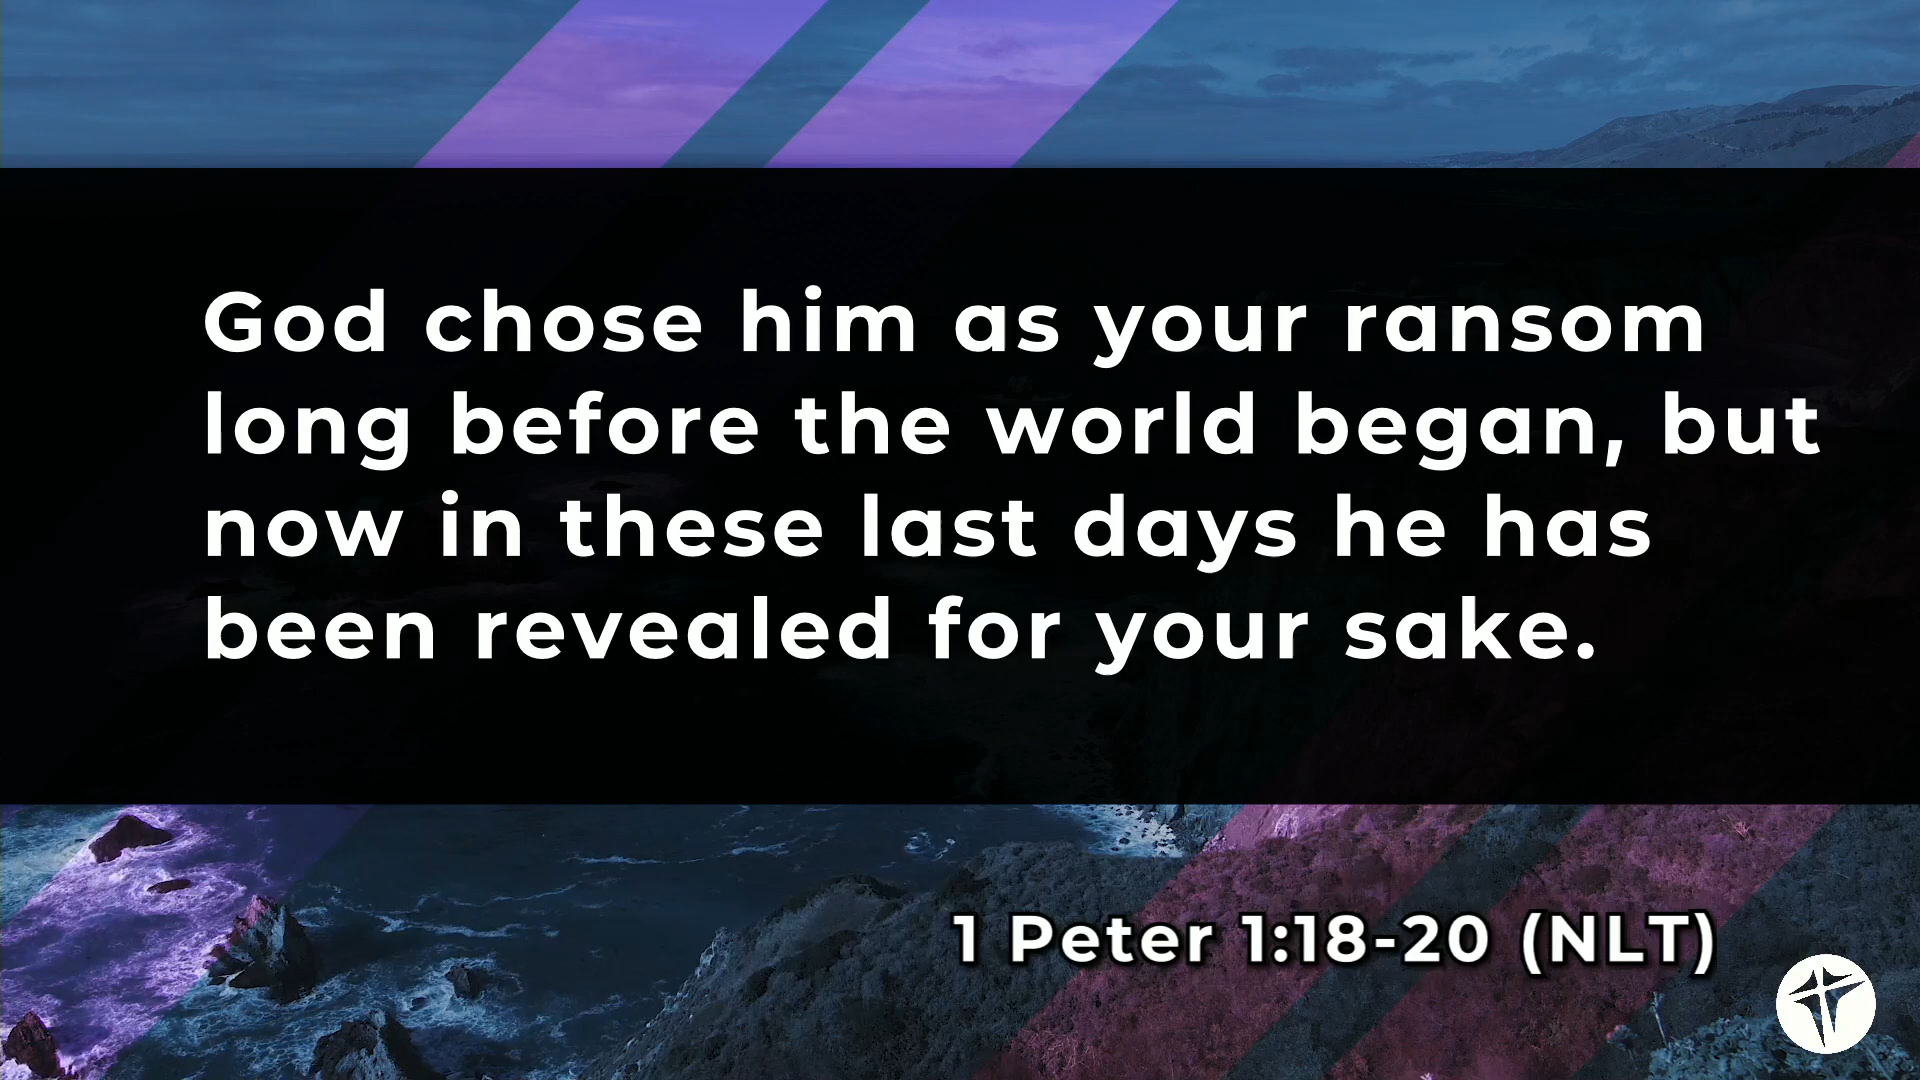 God chose him as your ransom
long before the world began, but
now in these last days he has
been revealed for your sake.
1 Peter 1:18-20 (NLT)